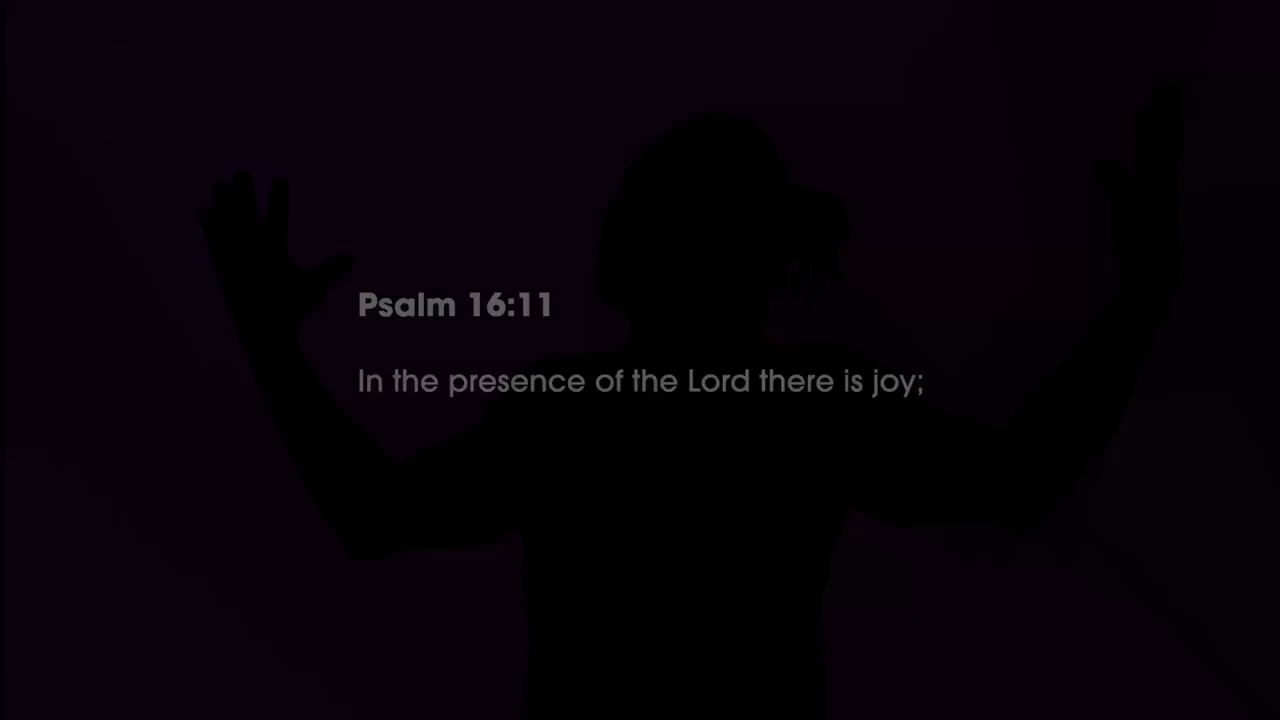 Psalm 16:11
In the presence of the Lord there is joy;